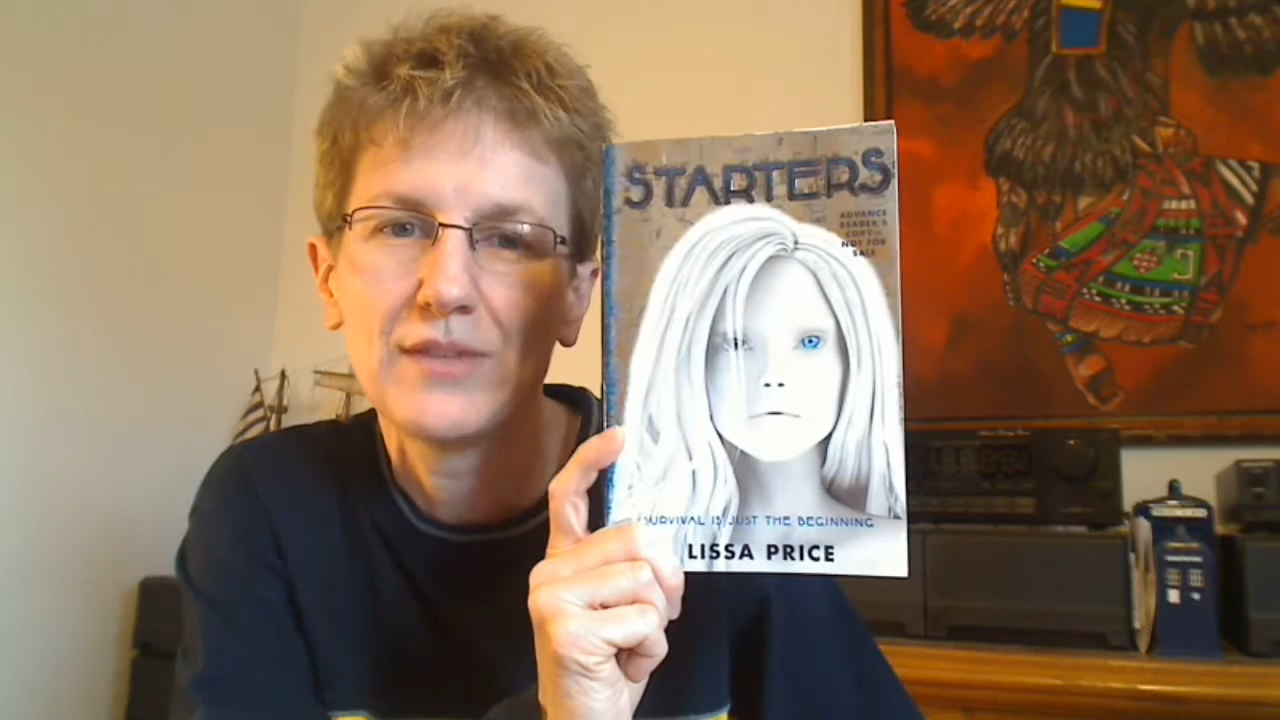 STARTERS
ADVANCE
READER'S
COPY—
NOT FOR
SALE
SURVIVAL IS JUST THE BEGINNING
LISSA PRICE